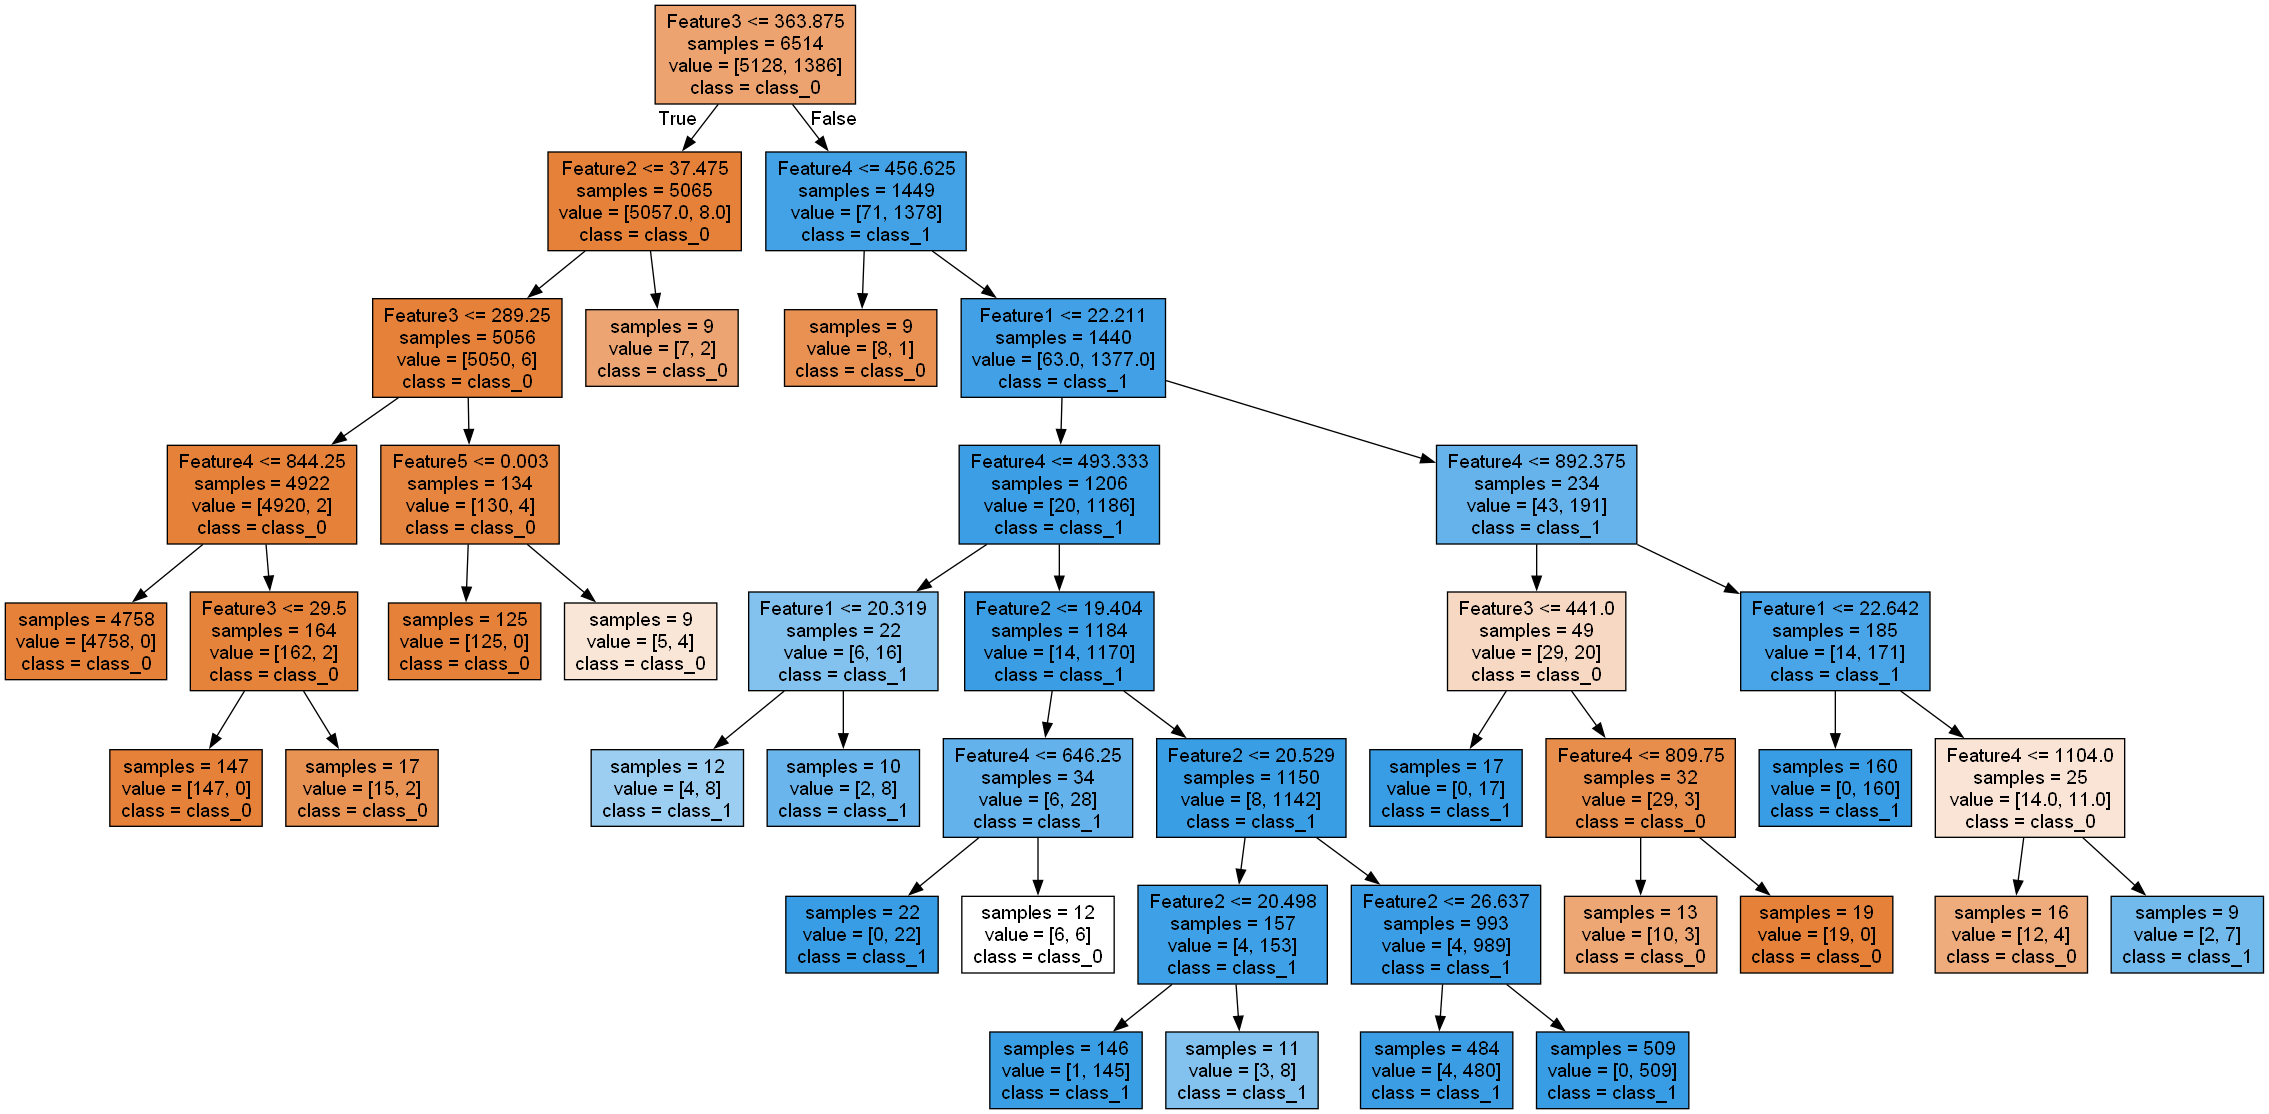 Feature3 <= 363.875
samples = 6514
value = [5128, 1386]
class = class_0
True
False
Feature2 <= 37.475
samples = 5065
value = [5057.0, 8.0]
class = class_0
Feature4 <= 456.625
samples = 1449
value = [71, 1378]
class = class_1
Feature3 <= 289.25
samples = 5056
value = [5050, 6]
class = class_0
samples = 9
value = [7, 2]
class = class_0
samples = 9
value = [8, 1]
class = class_0
Feature1 <= 22.211
samples = 1440
value = [63.0, 1377.0]
class = class_1
Feature4 <= 844.25
samples = 4922
value = [4920, 2]
class = class_0
Feature5 <= 0.003
samples = 134
value = [130, 4]
class = class_0
Feature4 <= 493.333
samples = 1206
value = [20, 1186]
class = class_1
Feature4 <= 892.375
samples = 234
value = [43, 191]
class = class_1
samples = 4758
value = [4758, 0]
class = class_0
Feature3 <= 29.5
samples = 164
value = [162, 2]
class = class_0
samples = 125
value = [125, 0]
class = class_0
samples = 9
value = [5, 4]
class = class_0
Feature1 <= 20.319
samples = 22
value = [6, 16]
class = class_1
Feature2 <= 19.404
samples = 1184
value = [14, 1170]
class = class_1
Feature3 <= 441.0
samples = 49
value = [29, 20]
class = class_0
Feature1 <= 22.642
samples = 185
value = [14, 171]
class = class_1
samples = 147
value = [147, 0]
class = class_0
samples = 17
value = [15, 2]
class = class_0
samples = 12
value = [4, 8]
class = class_1
samples = 10
value = [2, 8]
class = class_1
Feature4 <= 646.25
samples = 34
value = [6, 28]
class = class_1
Feature2 <= 20.529
samples = 1150
value = [8, 1142]
class = class_1
samples = 17
value = [0, 17]
class = class_1
Feature4 <= 809.75
samples = 32
value = [29, 3]
class = class_0
samples = 160
value = [0, 160]
class = class_1
Feature4 <= 1104.0
samples = 25
value = [14.0, 11.0]
class = class_0
samples = 22
value = [0, 22]
class = class_1
samples = 12
value = [6, 6]
class = class_0
Feature2 <= 20.498
samples = 157
value = [4, 153]
class = class_1
Feature2 <= 26.637
samples = 993
value = [4, 989]
class = class_1
samples = 13
value = [10, 3]
class = class_0
samples = 19
value = [19, 0]
class = class_0
samples = 16
value = [12, 4]
class = class_0
samples = 9
value = [2, 7]
class = class_1
samples = 146
value = [1, 145]
class = class_1
samples = 11
value = [3, 8]
class = class_1
samples = 484
value = [4, 480]
class = class_1
samples = 509
value = [0, 509]
class = class_1